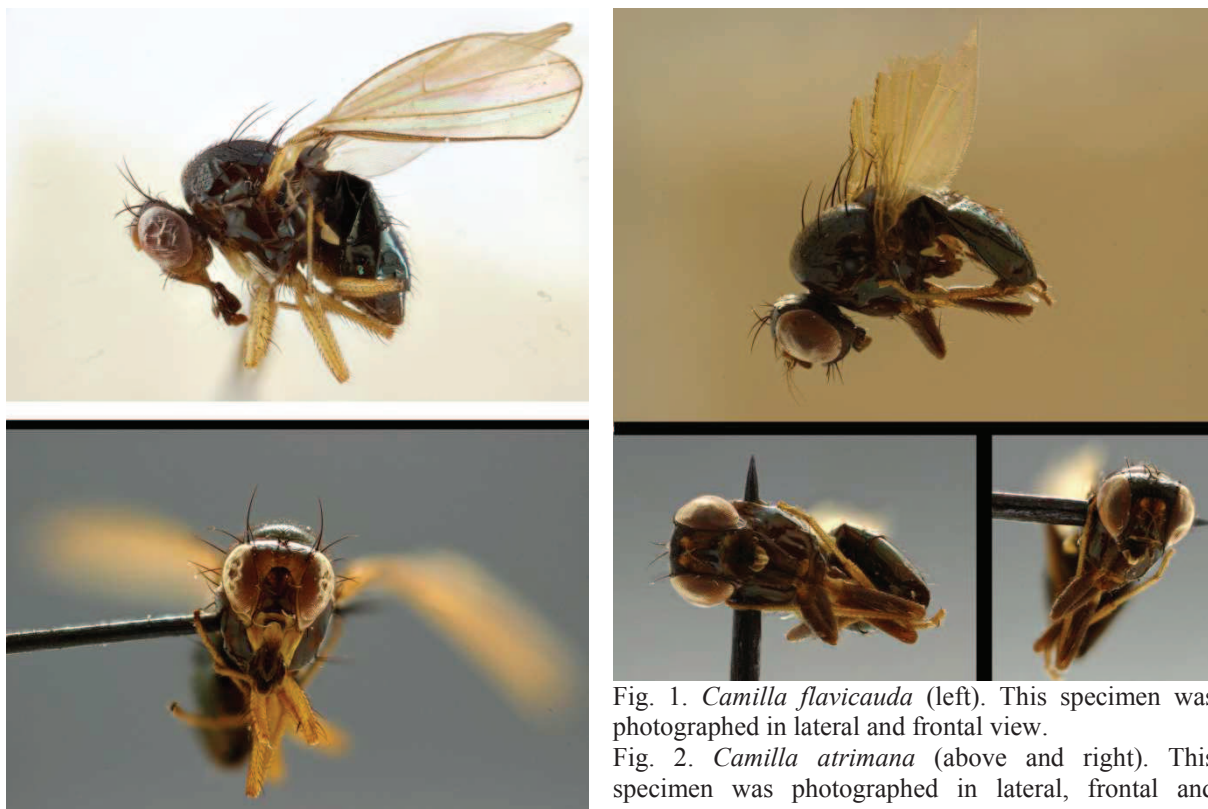 Fig. 1. Camilla flavicauda (left). This specimen was
photographed in lateral and frontal view.
Fig. 2. Camilla atrimana (above and right). This
specimen was photographed in lateral, frontal and